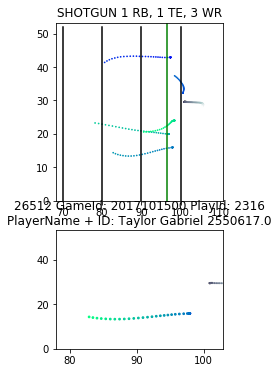 SHOTGUN 1 RB, 1 TE, 3 WR
50
40
30
20
10
0
70 80 90 100 110
26512 GameId: 2017101500 PlayId: 2316
PlayerName + ID: Taylor Gabriel 2550617.0
40
20
0
80 90 100